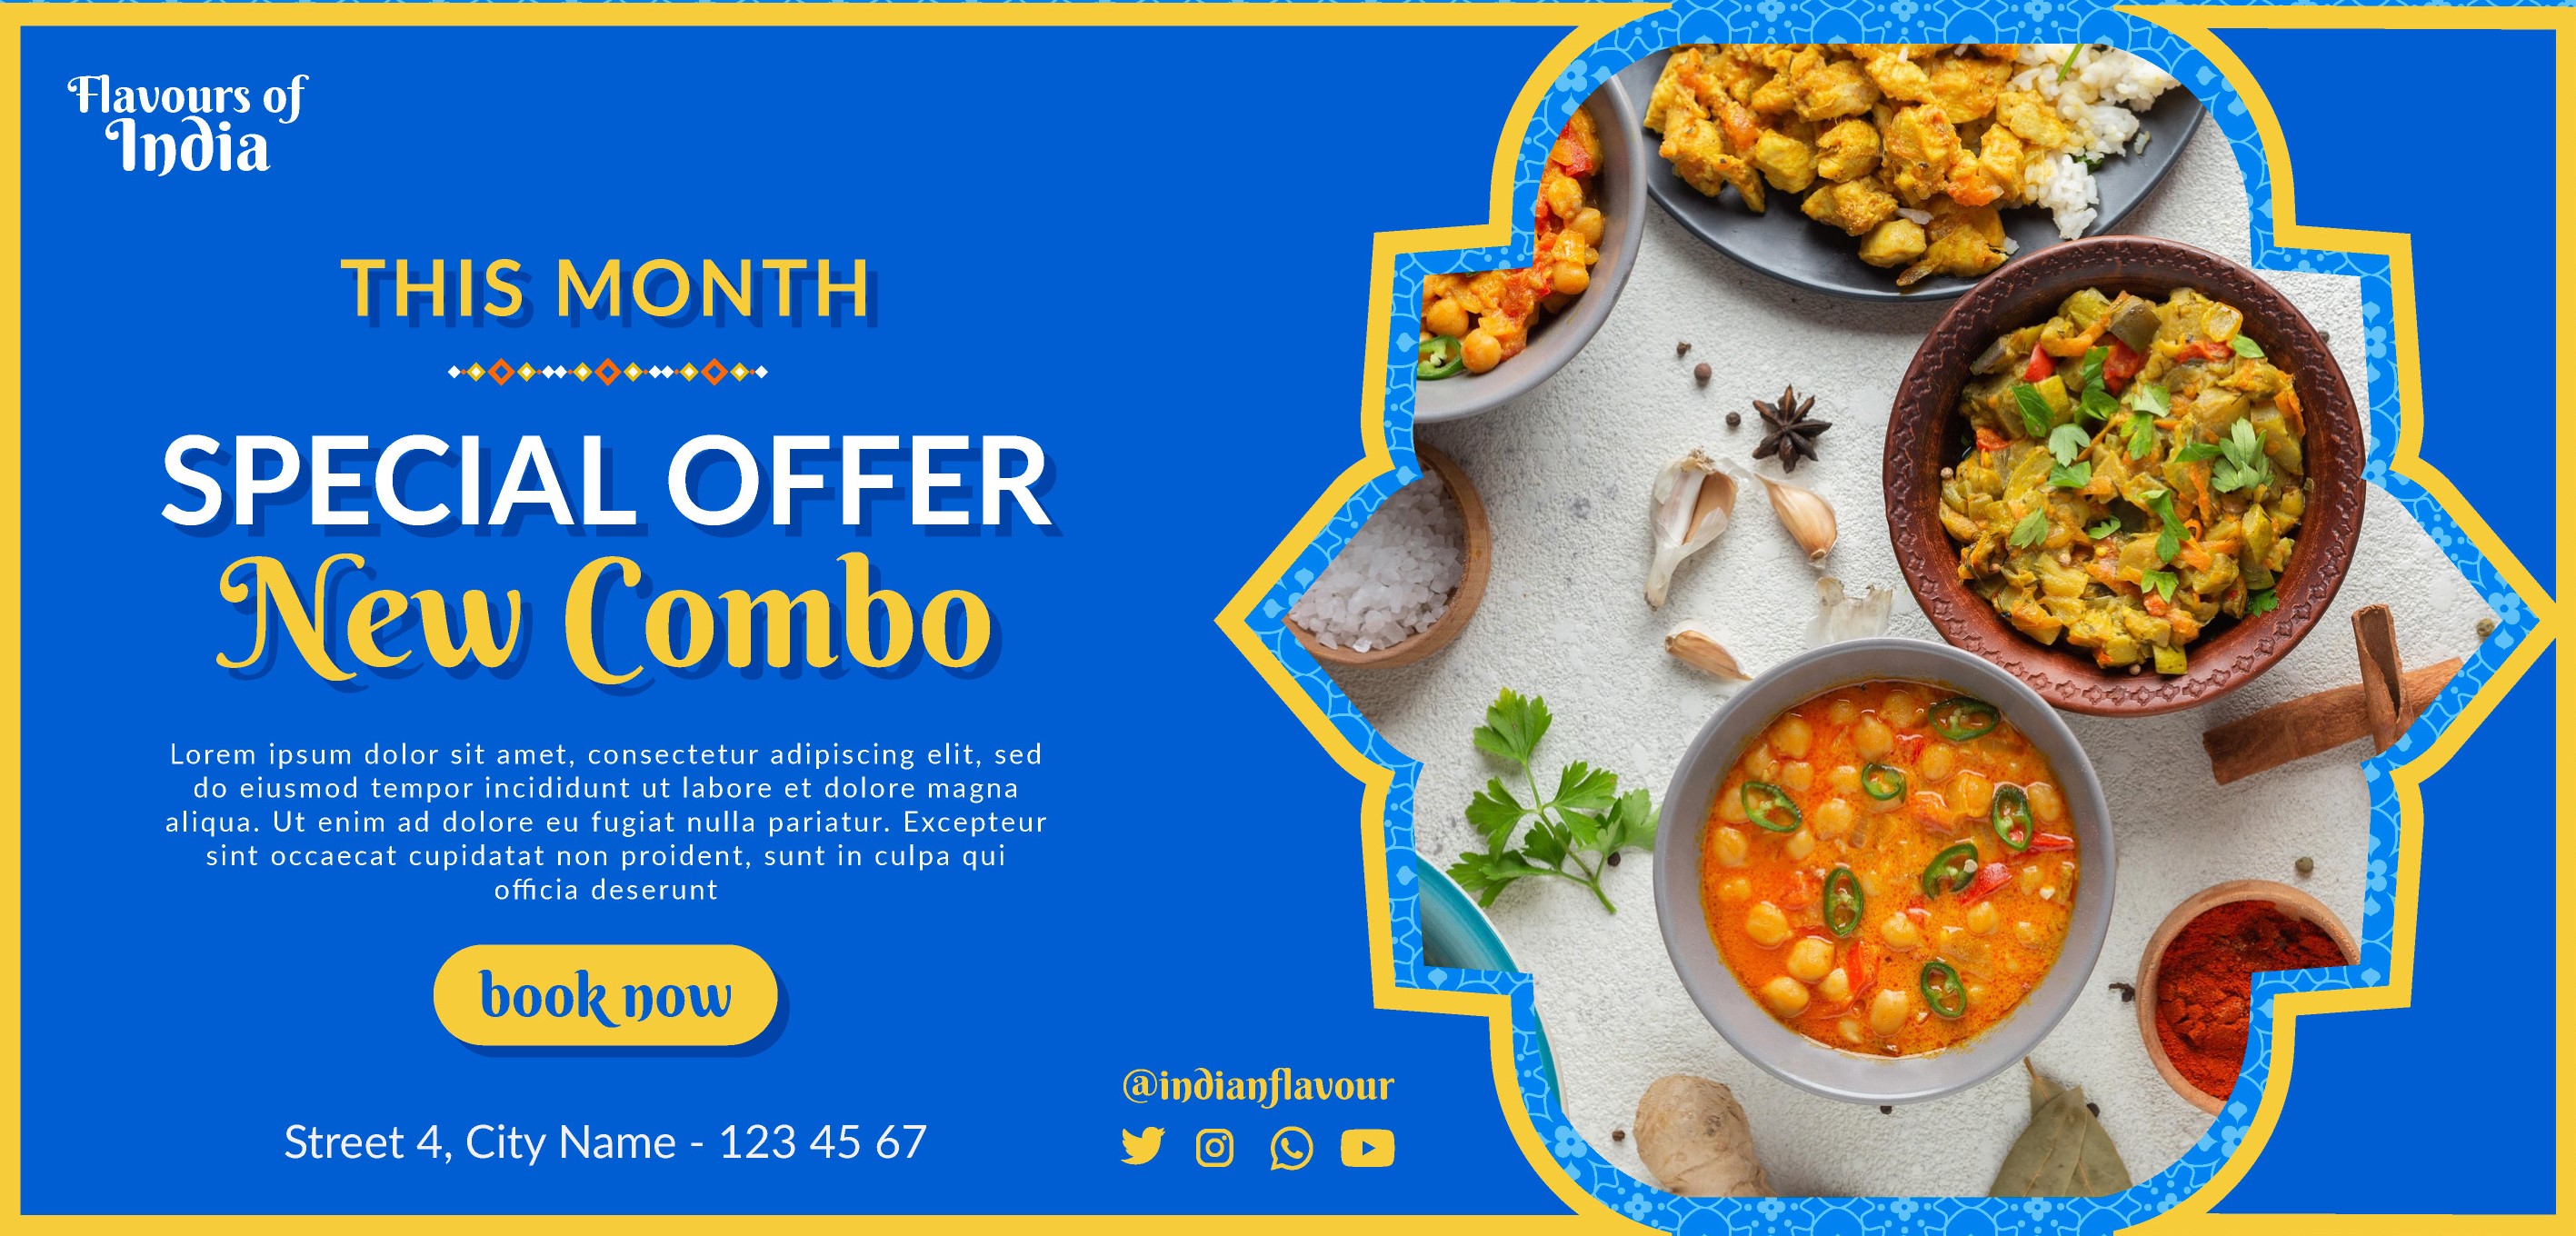 Flavours of
India
THIS MONTH
SPECIAL OFFER
New Combo
Lorem ipsum dolor sit amet, consectetur adipiscing elit, sed
do eiusmod tempor incididunt ut labore et dolore magna
aliqua. Ut enim ad dolore eu fugiat nulla pariatur. Excepteur
sint occaecat cupidatat non proident, sunt in culpa qui
officia deserunt
book now
@indianflavour
Street 4, City Name - 123 45 67